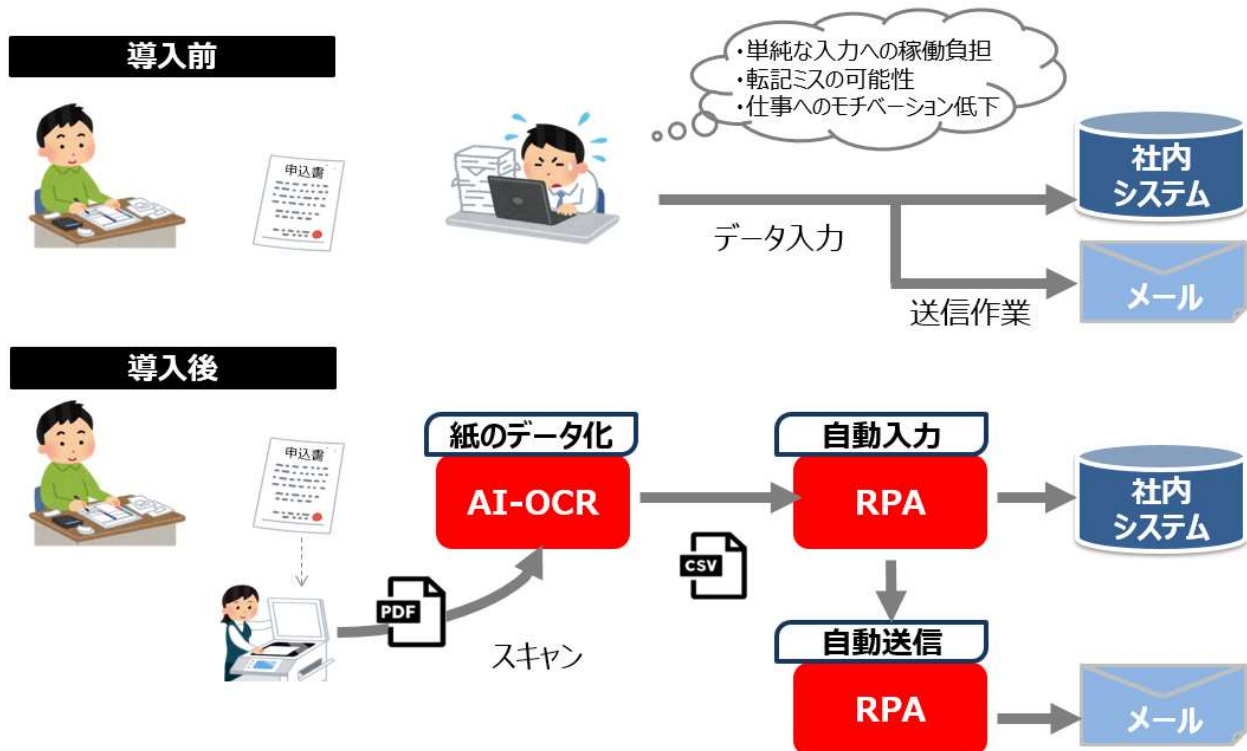 導入前
・単純な入力への稼働負担
・転記ミスの可能性
・仕事へのモチベーション低下
申込書
社内
システム
データ入力
メール
送信作業
導入後
申込書
紙のデータ化
AI-OCR
自動入力
RPA
社内
システム
CSV
PDF
スキャン
自動送信
RPA
メール